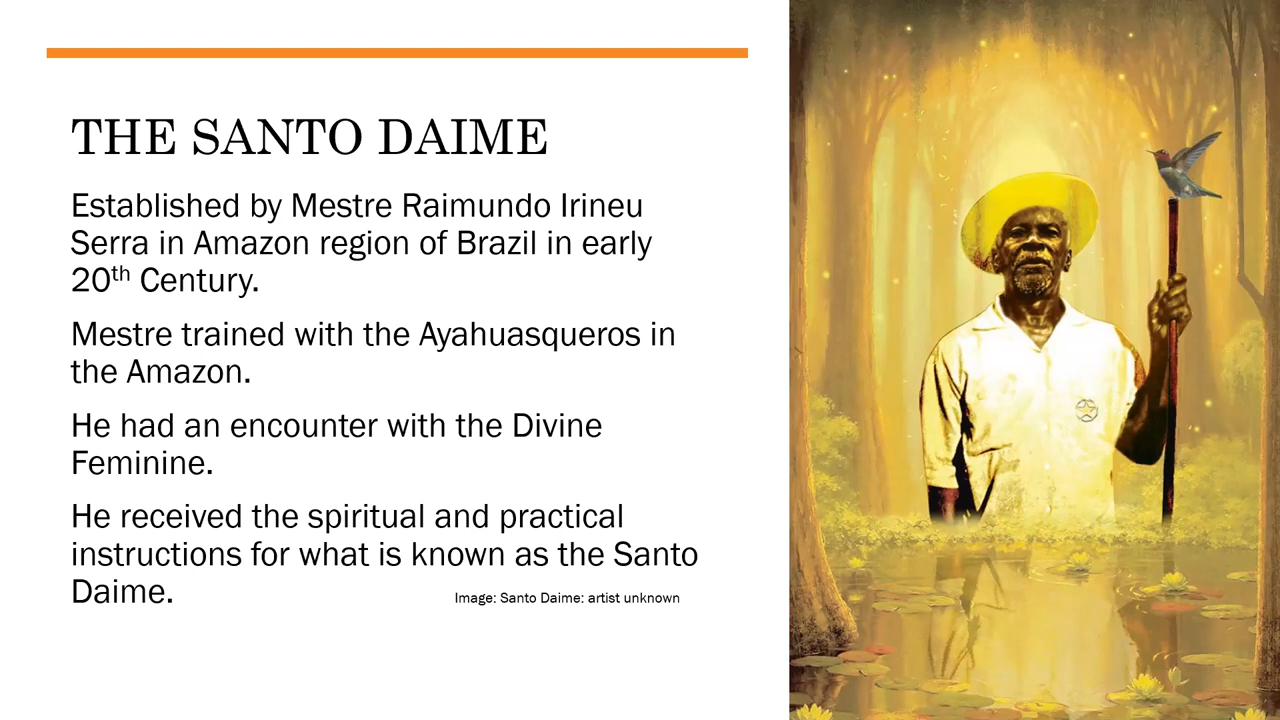 THE SANTO DAIME
Established by Mestre Raimundo Irineu
Serra in Amazon region of Brazil in early
20th Century.
Mestre trained with the Ayahuasqueros in
the Amazon.
He had an encounter with the Divine
Feminine.
He received the spiritual and practical
instructions for what is known as the Santo
Daime.
Image: Santo Daime: artist unknown